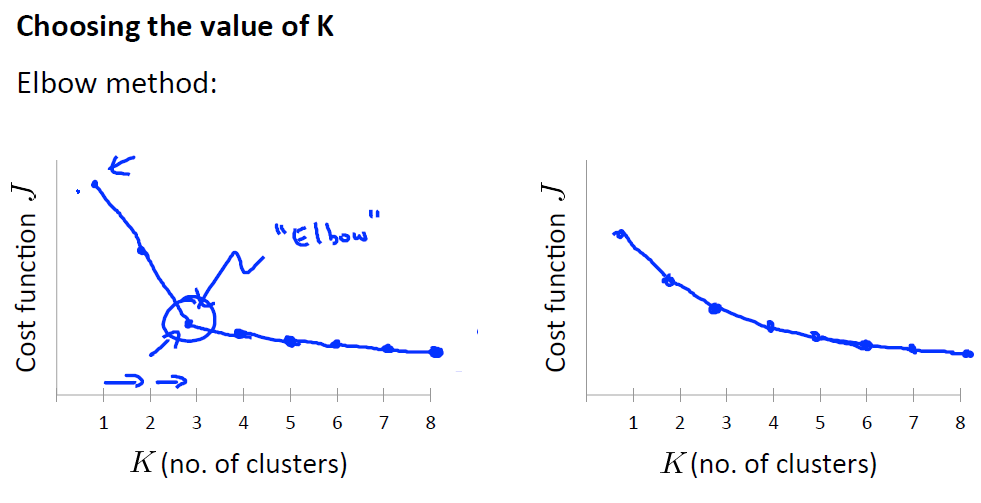 Choosing the value of K
Elbow method:
Cost function J
"Elbow"
1 2 3 4 5 6 7 8
K (no. of clusters)
Cost function J
1 2 3 4 5 6 7 8
K (no. of clusters)